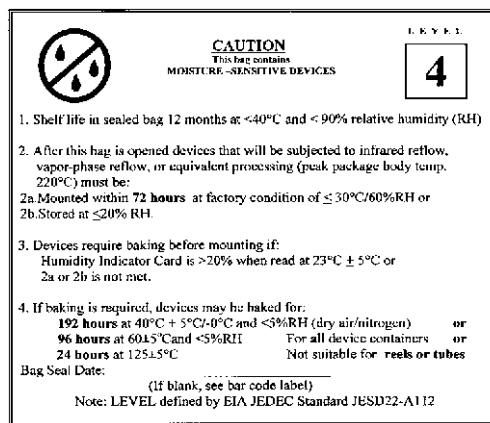 LEVEL
CAUTION
This bag contains
MOISTURE –SENSITIVE DEVICES
4
1. Shelf life in sealed bag 12 months at <40°C and < 90% relative humidity (RH)
2. After this bag is opened devices that will be subjected to infrared reflow,
vapor-phase reflow, or equivalent processing (peak package body temp.
220°C) must be:
2a.Mounted within 72 hours at factory condition of ≤ 30°C/60%RH or
2b.Stored at ≤20% RH.
3. Devices require baking before mounting if:
Humidity Indicator Card is >20% when read at 23°C ± 5°C or
2a or 2b is not met.
4. If baking is required, devices may be baked for:
192 hours at 40°C + 5°C/-0°C and <5%RH (dry air/nitrogen) or
96 hours at 60±5°Cand <5%RH For all device containers or
24 hours at 125±5°C Not suitable for reels or tubes
Bag Seal Date:
(If blank, see bar code label)
Note: LEVEL defined by EIA JEDEC Standard JESD22-A112